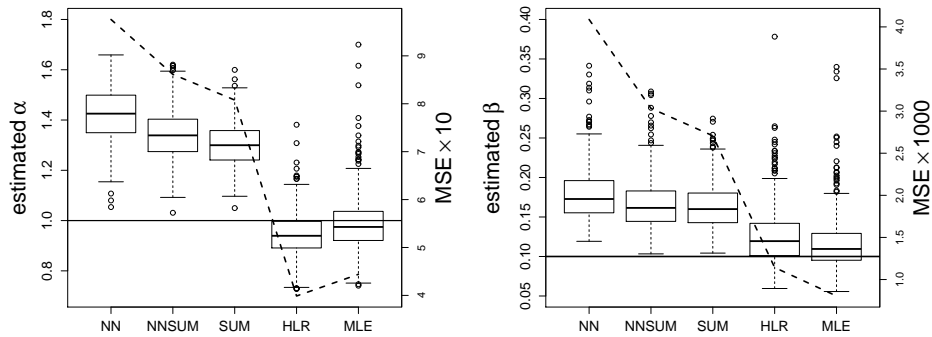 estimated α
0.8 1.0 1.2 1.4 1.6 1.8
NN NNSUM SUM HLR MLE
4 5 6 7 8 9
MSE × 10
estimated β
0.05 0.10 0.15 0.20 0.25 0.30 0.35 0.40
NN NNSUM SUM HLR MLE
1.0 1.5 2.0 2.5 3.0 3.5 4.0
MSE × 1000